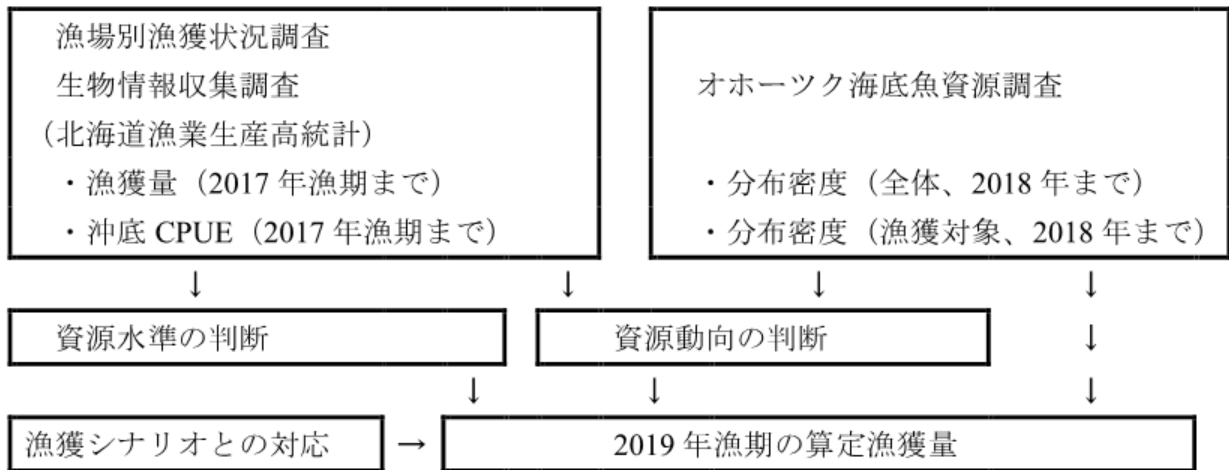 漁場別漁獲状況調査
生物情報収集調査
（北海道漁業生産高統計）
・漁獲量（2017 年漁期まで）
・沖底 CPUE（2017 年漁期まで）
オホーツク海底魚資源調査
・分布密度（全体、2018 年まで）
・分布密度（漁獲対象、2018 年まで）
↓ ↓ ↓ ↓
資源水準の判断
資源動向の判断
↓
↓ ↓ ↓
漁獲シナリオとの対応
→
2019 年漁期の算定漁獲量